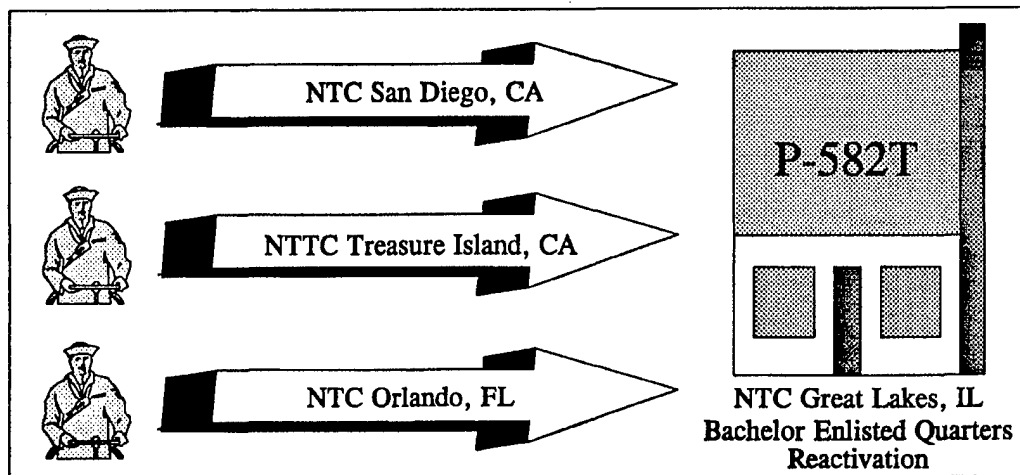 NTC San Diego, CA
NTTC Treasure Island, CA
NTC Orlando, FL
P-582T
NTC Great Lakes, IL
Bachelor Enlisted Quarters
Reactivation